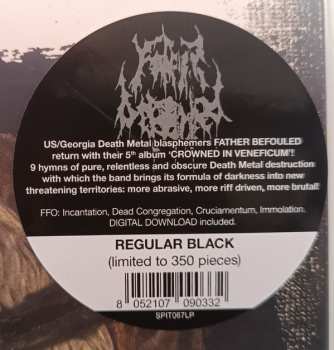 FATHER BEFOULED
US/Georgia Death Metal blasphemers FATHER BEFOULED
return with their 5th album 'CROWNED IN VENEFICUM'!
9 hymns of pure, relentless and obscure Death Metal destruction
with which the band brings its formula of darkness into new
threatening territories: more abrasive, more riff driven, more brutal!
FFO: Incantation, Dead Congregation, Cruciamentum, Immolation.
DIGITAL DOWNLOAD included.
REGULAR BLACK
(limited to 350 pieces)
8 052107 090332
SPIT067LP